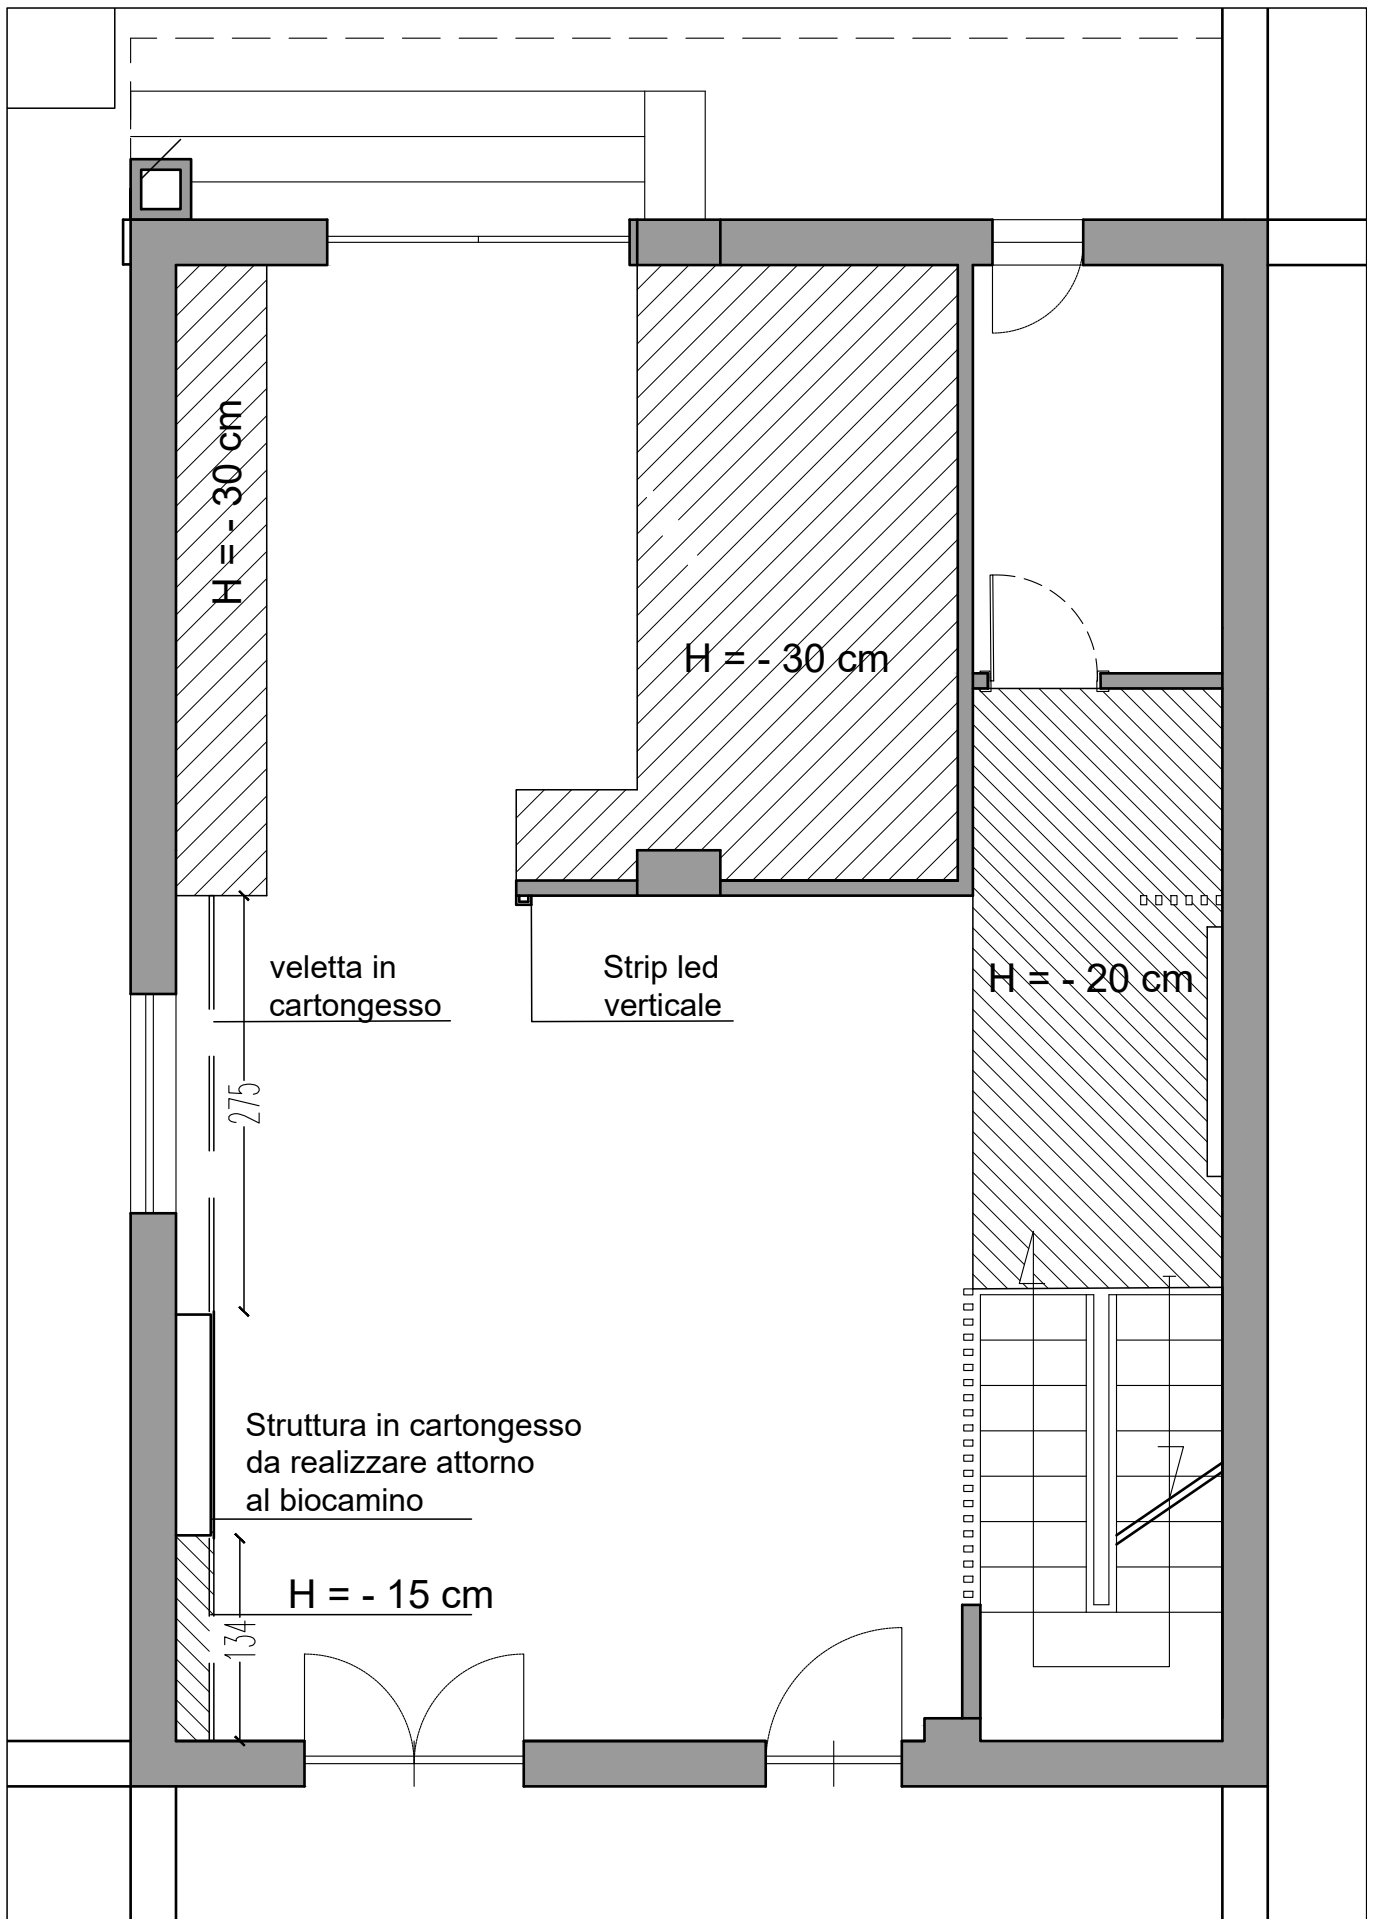 H = - 30 cm
H = - 30 cm
veletta in
cartongesso
Strip led
verticale
H = - 20 cm
275
Struttura in cartongesso
da realizzare attorno
al biocamino
H = - 15 cm
134